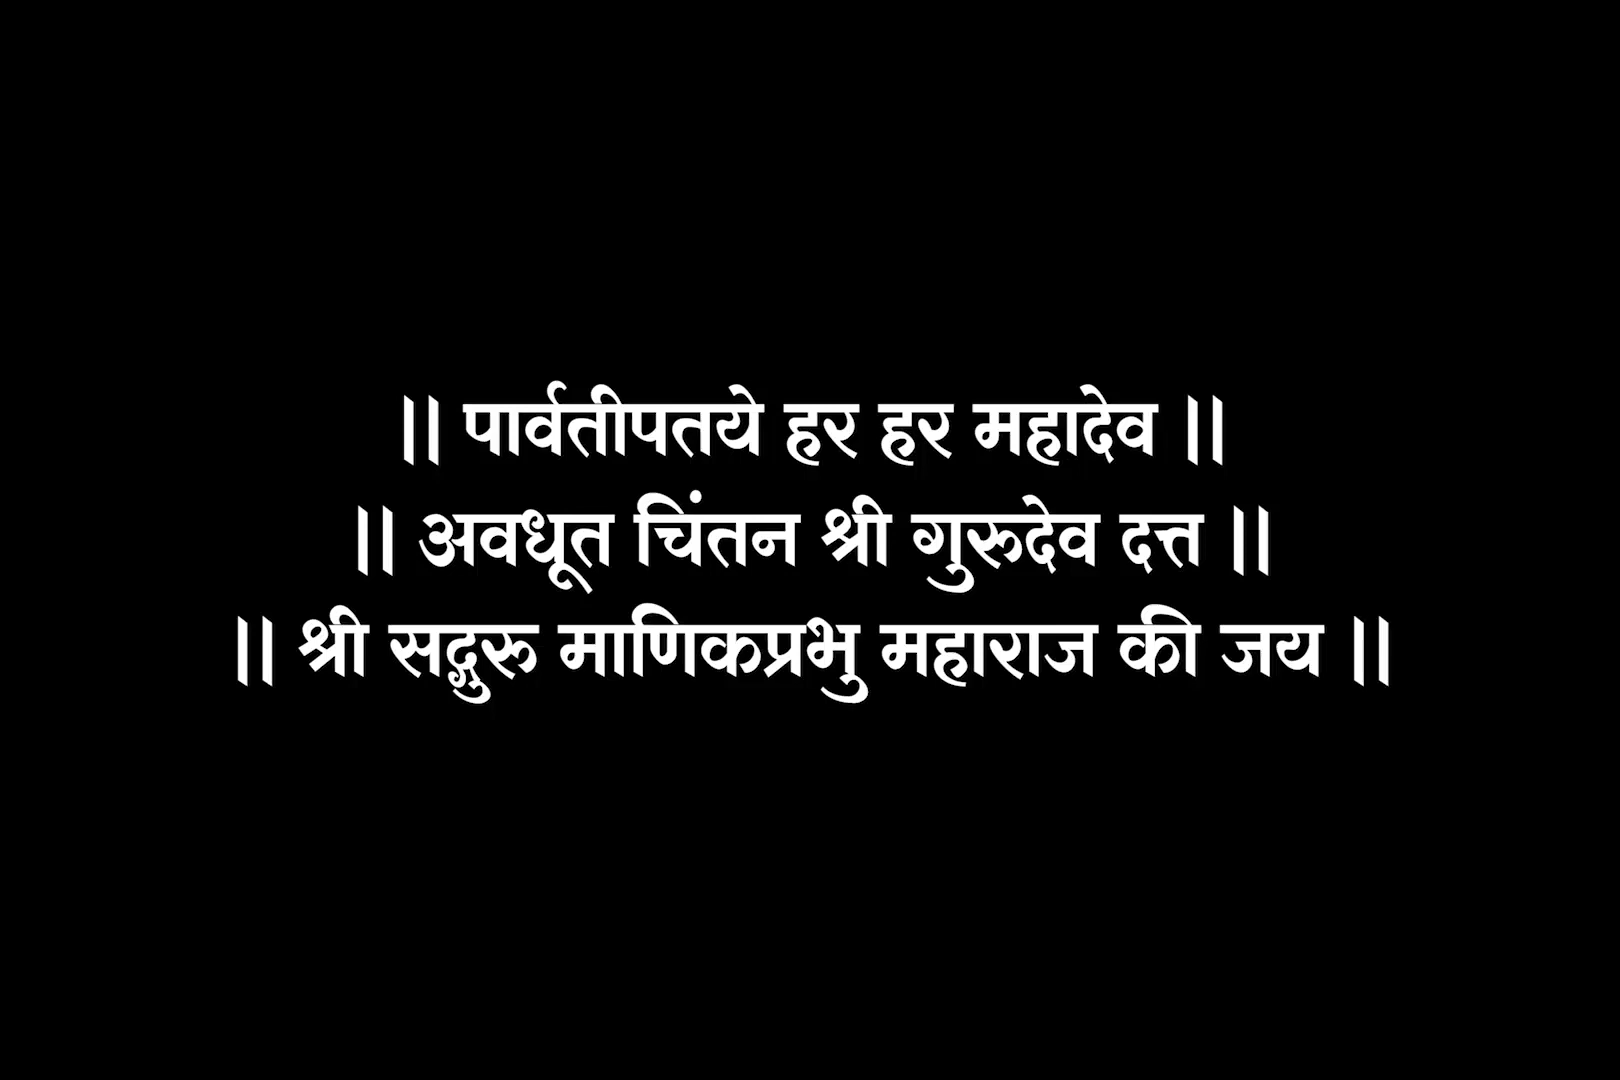 || पार्वतीपतये हर हर महादेव ||
|| अवधूत चिंतन श्री गुरूदेव दत्त ||
|| श्री सद्गुरू माणिकप्रभु महाराज की जय ||